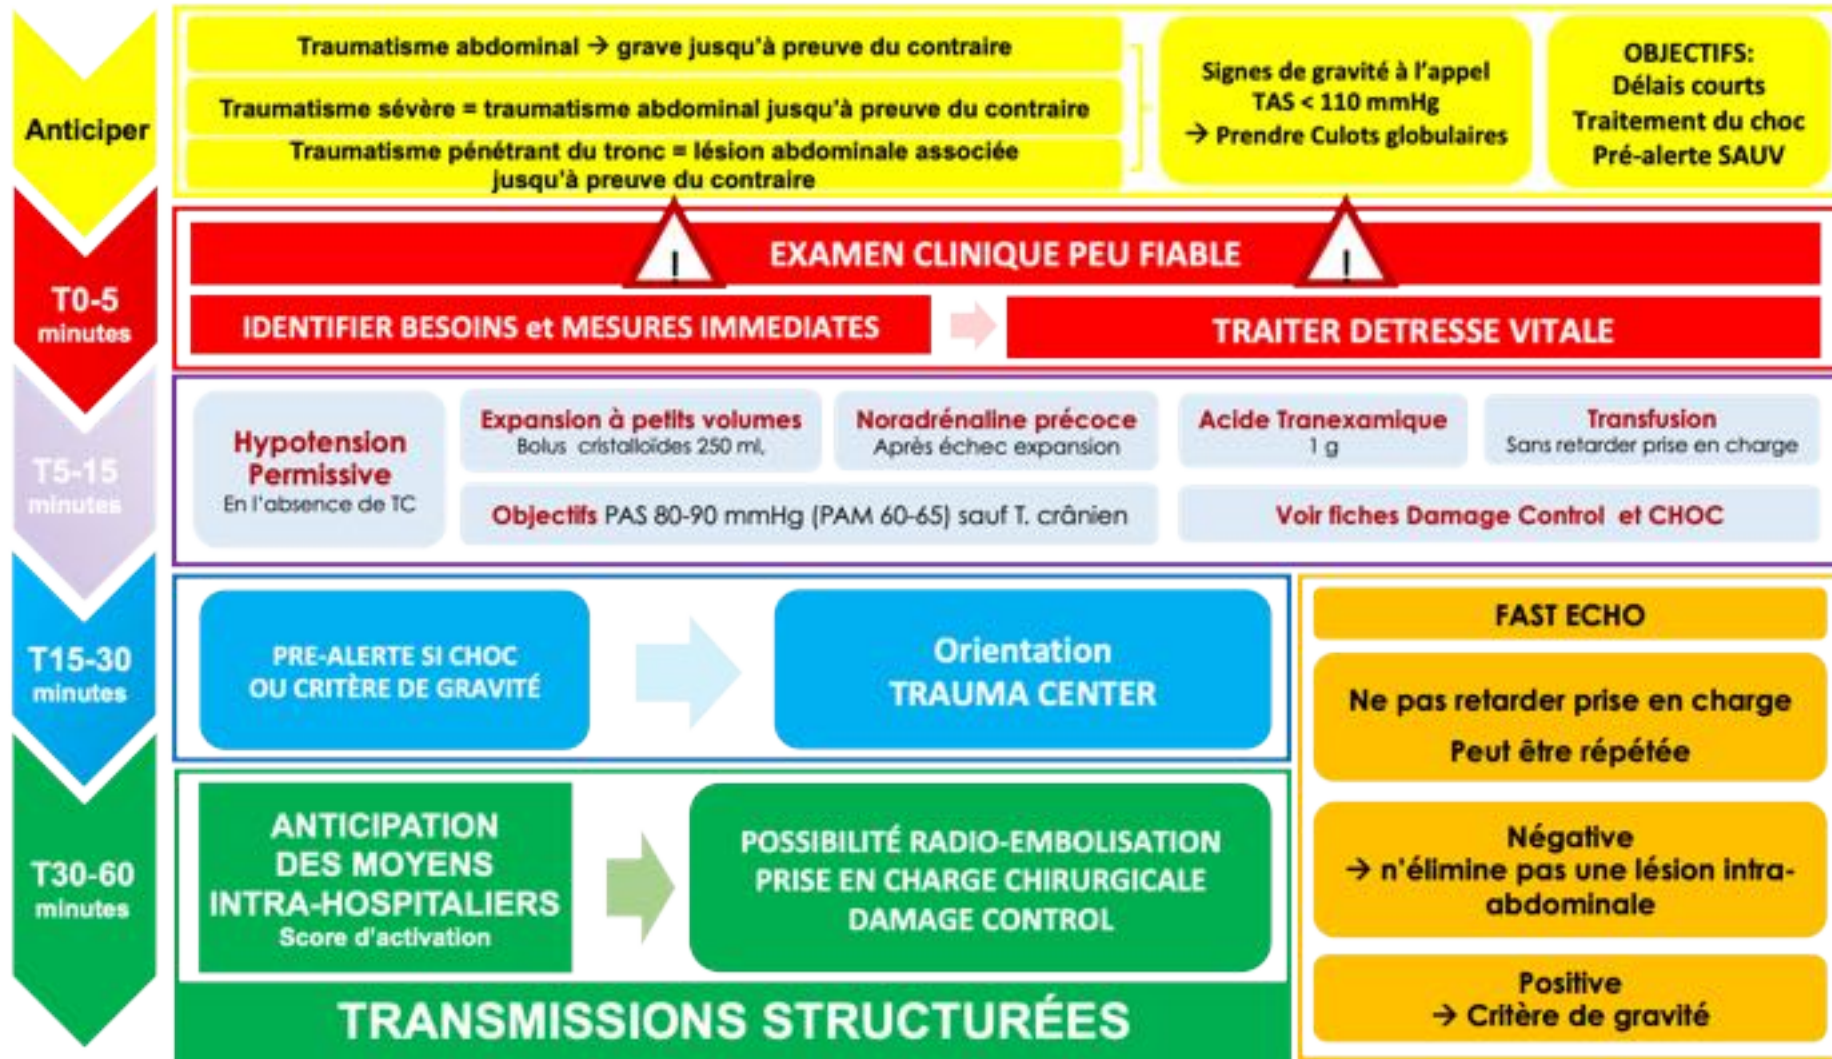 Anticiper
Traumatisme abdominal → grave jusqu'à preuve du contraire
Traumatisme sévère = traumatisme abdominal jusqu'à preuve du contraire
Traumatisme pénétrant du tronc = lésion abdominale associée
jusqu'à preuve du contraire
Signes de gravité à l'appel
TAS < 110 mmHg
→ Prendre Culots globulaires
OBJECTIFS:
Délais courts
Traitement du choc
Pré-alerte SAUV
T0-5
minutes
!
EXAMEN CLINIQUE PEU FIABLE
!
IDENTIFIER BESOINS et MESURES IMMEDIATES
TRAITER DETRESSE VITALE
T5-15
minutes
Hypotension
Permissive
En l'absence de TC
Expansion à petits volumes
Bolus cristalloïdes 250 ml,
Noradrénaline précoce
Après échec expansion
Acide Tranexamique
1 g
Transfusion
Sans retarder prise en charge
Objectifs PAS 80-90 mmHg (PAM 60-65) sauf T. crânien
Voir fiches Damage Control et CHOC
T15-30
minutes
PRE-ALERTE SI CHOC
OU CRITÈRE DE GRAVITÉ
Orientation
TRAUMA CENTER
FAST ECHO
Ne pas retarder prise en charge
Peut être répétée
Négative
→ n'élimine pas une lésion intra-
abdominale
Positive
→ Critère de gravité
T30-60
minutes
ANTICIPATION
DES MOYENS
INTRA-HOSPITALIERS
Score d'activation
POSSIBILITÉ RADIO-EMBOLISATION
PRISE EN CHARGE CHIRURGICALE
DAMAGE CONTROL
TRANSMISSIONS STRUCTURÉES